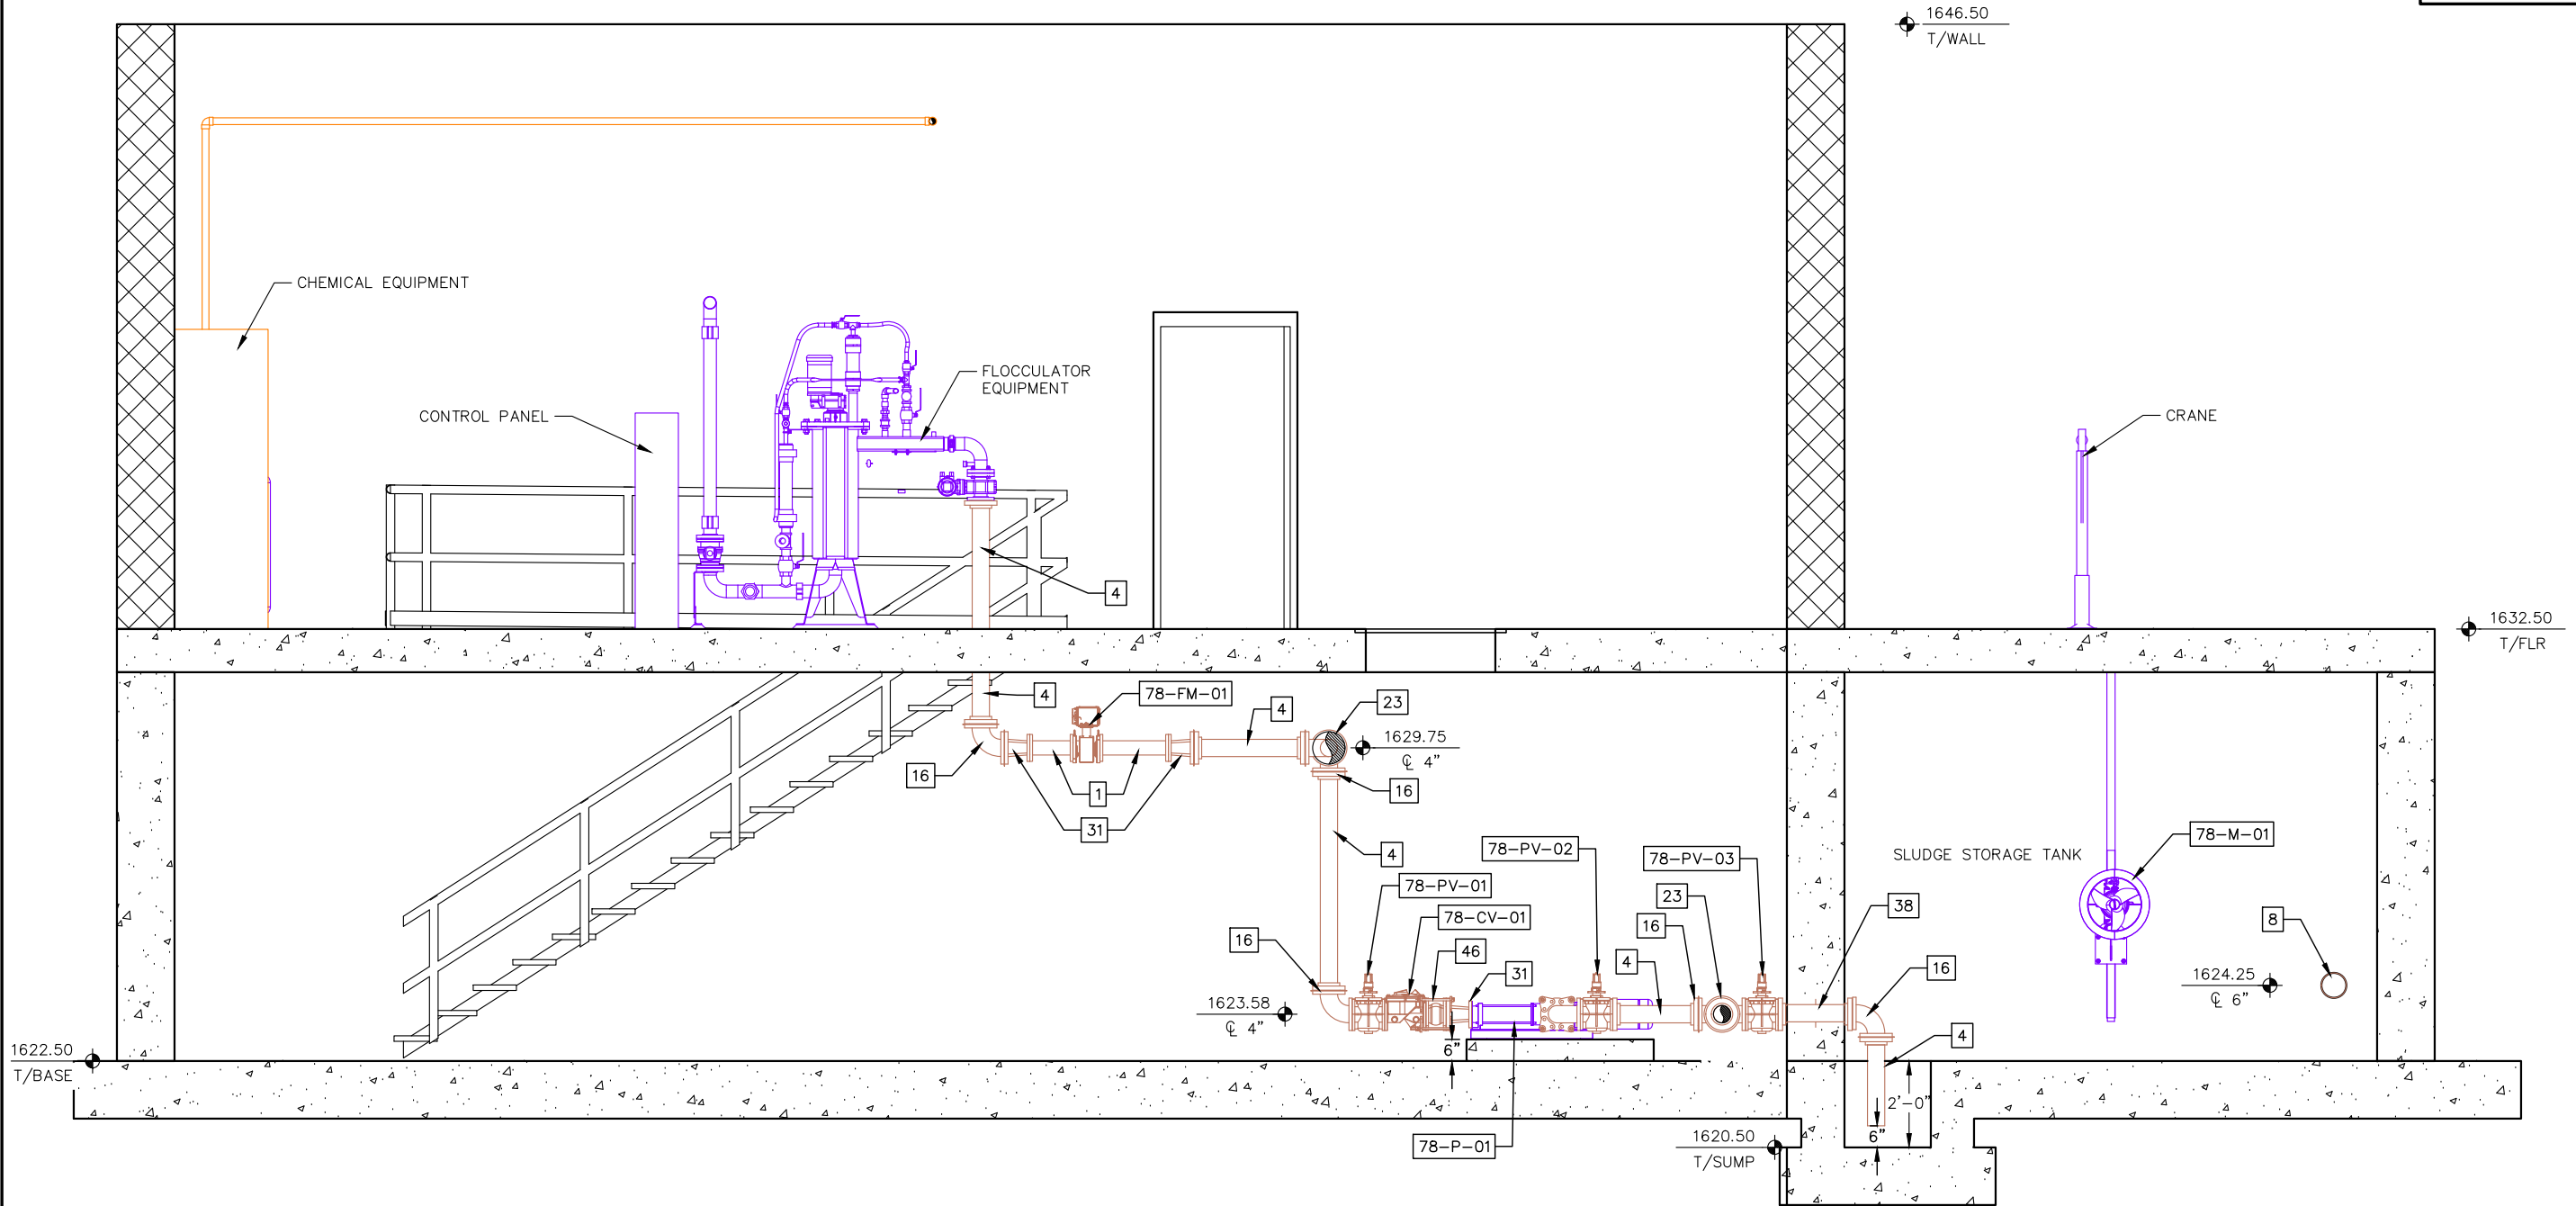 1646.50
T/WALL
CHEMICAL EQUIPMENT
FLOCCULATOR
EQUIPMENT
CONTROL PANEL
CRANE
4
1632.50
T/FLR
4
78-FM-01
4
23
1629.75
℄ 4"
16
1
16
31
78-M-01
78-PV-02
4
78-PV-03
SLUDGE STORAGE TANK
78-PV-01
23
38
78-CV-01
16
8
16
46
4
31
16
1624.25
℄ 6"
1623.58
℄ 4"
4
6"
1622.50
T/BASE
2'-0"
6"
78-P-01
1620.50
T/SUMP